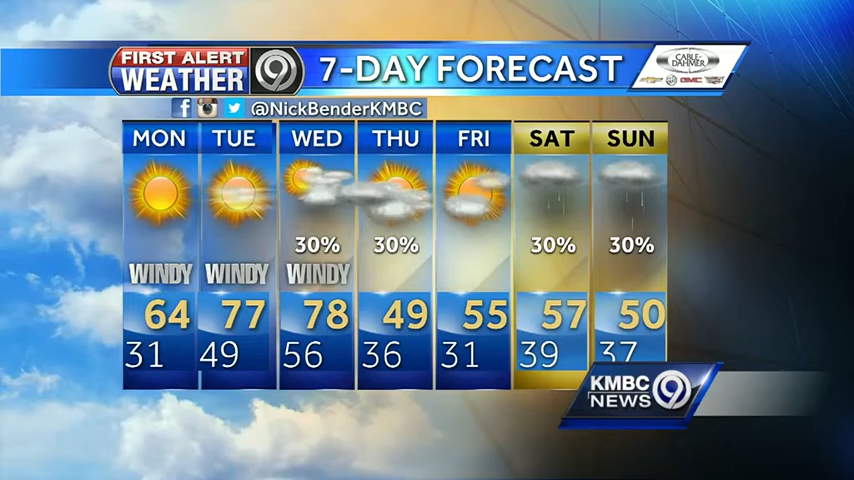 FIRST ALERT
WEATHER 9
7-DAY FORECAST
CABLE
DAHMER
GMC
@NickBenderKMBC
MON TUE WED THU FRI SAT SUN
30% 30% 30% 30%
WINDY WINDY WINDY
64 77 78 49 55 57 50
31 49 56 36 31 39 37
KMBC 9
NEWS